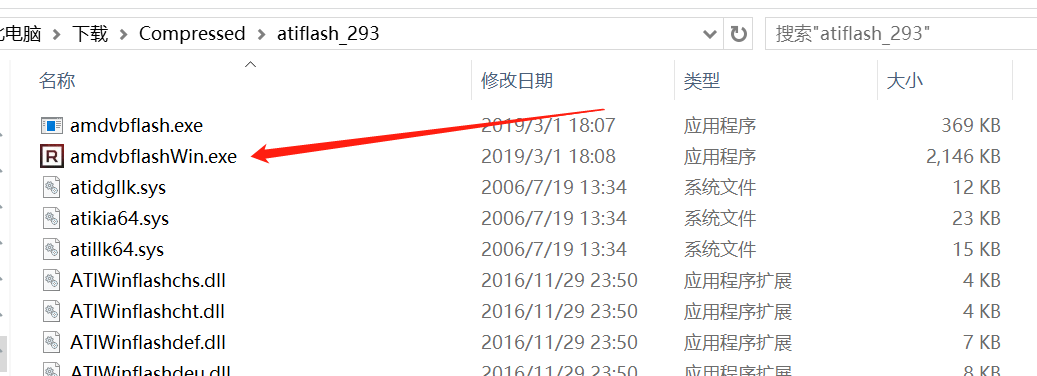 电脑 > 下载 > Compressed > atiflash_293
搜索"atiflash_293"
名称 修改日期 类型 大小
amdvbflash.exe 2019/3/1 18:07 应用程序 369 KB
amdvbflashWin.exe 2019/3/1 18:08 应用程序 2,146 KB
atidgllk.sys 2006/7/19 13:34 系统文件 12 KB
atikia64.sys 2006/7/19 13:34 系统文件 23 KB
atillk64.sys 2006/7/19 13:34 系统文件 15 KB
ATIWinflashchs.dll 2016/11/29 23:50 应用程序扩展 4 KB
ATIWinflashcht.dll 2016/11/29 23:50 应用程序扩展 4 KB
ATIWinflashdef.dll 2016/11/29 23:50 应用程序扩展 7 KB
ATIWinflashdeu.dll 2016/11/29 23:50 应用程序扩展 8 KB